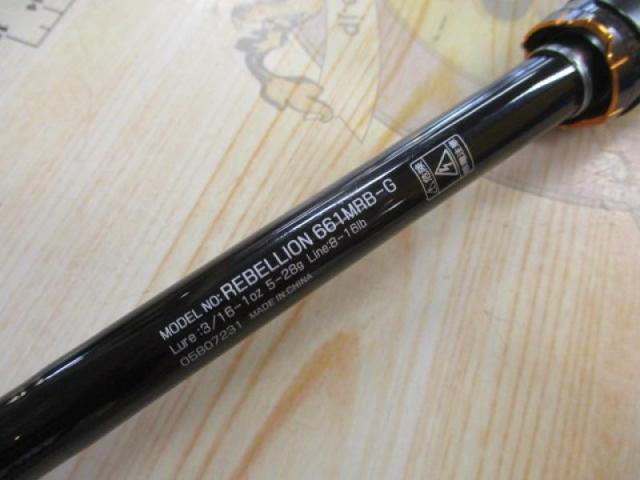 MODEL NO:REBELLION 661MRB-G
Lure:3/16-1oz 5-28g Line:8-16lb
05807231 MADE IN CHINA